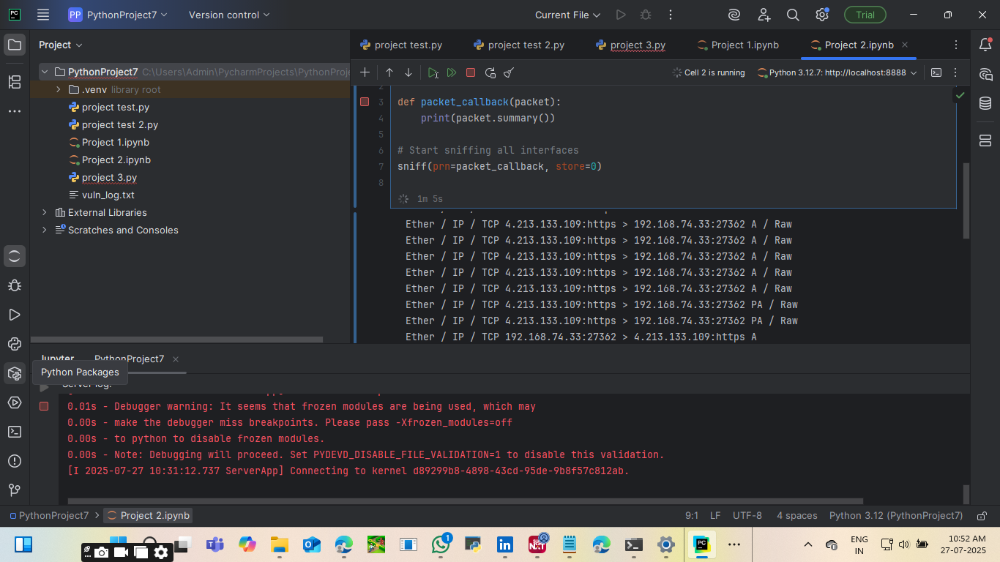 PC
PP PythonProject7
Version control
Current File
Trial
Project
project test.py
project test 2.py
project 3.py
Project 1.ipynb
Project 2.ipynb
PythonProject7 C:\Users\Admin\PycharmProjects\PythonProje
.venv library root
project test.py
project test 2.py
Project 1.ipynb
Project 2.ipynb
project 3.py
vuln_log.txt
External Libraries
Scratches and Consoles
Cell 2 is running
Python 3.12.7: http://localhost:8888
2
3 def packet_callback(packet):
4 print(packet.summary())
5
6 # Start sniffing all interfaces
7 sniff(prn=packet_callback, store=0)
8
1m 5s
Ether / IP / TCP 4.213.133.109:https > 192.168.74.33:27362 A / Raw
Ether / IP / TCP 4.213.133.109:https > 192.168.74.33:27362 A / Raw
Ether / IP / TCP 4.213.133.109:https > 192.168.74.33:27362 A / Raw
Ether / IP / TCP 4.213.133.109:https > 192.168.74.33:27362 A / Raw
Ether / IP / TCP 4.213.133.109:https > 192.168.74.33:27362 A / Raw
Ether / IP / TCP 4.213.133.109:https > 192.168.74.33:27362 PA / Raw
Ether / IP / TCP 4.213.133.109:https > 192.168.74.33:27362 PA / Raw
Ether / IP / TCP 192.168.74.33:27362 > 4.213.133.109:https A
Jupyter PythonProject7
Python Packages
Server log:
0.01s - Debugger warning: It seems that frozen modules are being used, which may
0.00s - make the debugger miss breakpoints. Please pass -Xfrozen_modules=off
0.00s - to python to disable frozen modules.
0.00s - Note: Debugging will proceed. Set PYDEVD_DISABLE_FILE_VALIDATION=1 to disable this validation.
[I 2025-07-27 10:31:12.737 ServerApp] Connecting to kernel d89299b8-4898-43cd-95de-9b8f57c812ab.
PythonProject7
Project 2.ipynb
9:1
LF
UTF-8
4 spaces
Python 3.12 (PythonProject7)
1
PC
ENG
IN
10:52 AM
27-07-2025